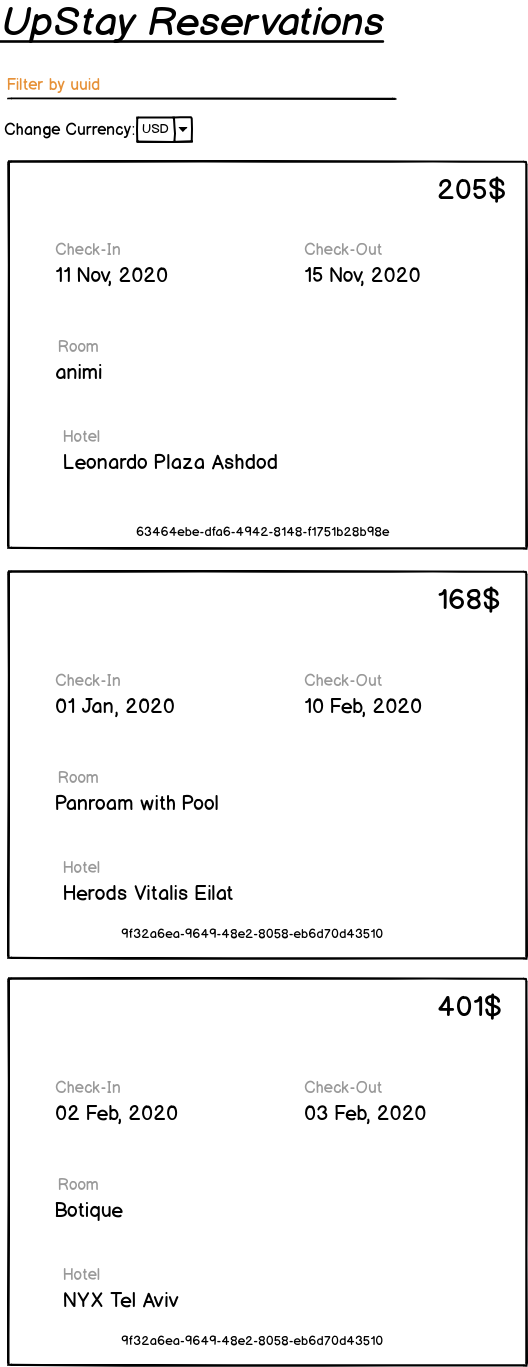 UpStay Reservations
Filter by uuid
Change Currency: USD
205$
Check-In Check-Out
11 Nov, 2020 15 Nov, 2020
Room
animi
Hotel
Leonardo Plaza Ashdod
63464ebe-dfa6-4942-8148-f1751b28b98e
168$
Check-In Check-Out
01 Jan, 2020 10 Feb, 2020
Room
Panroam with Pool
Hotel
Herods Vitalis Eilat
9f32a6ea-9649-48e2-8058-eb6d70d43510
401$
Check-In Check-Out
02 Feb, 2020 03 Feb, 2020
Room
Botique
Hotel
NYX Tel Aviv
9f32a6ea-9649-48e2-8058-eb6d70d43510